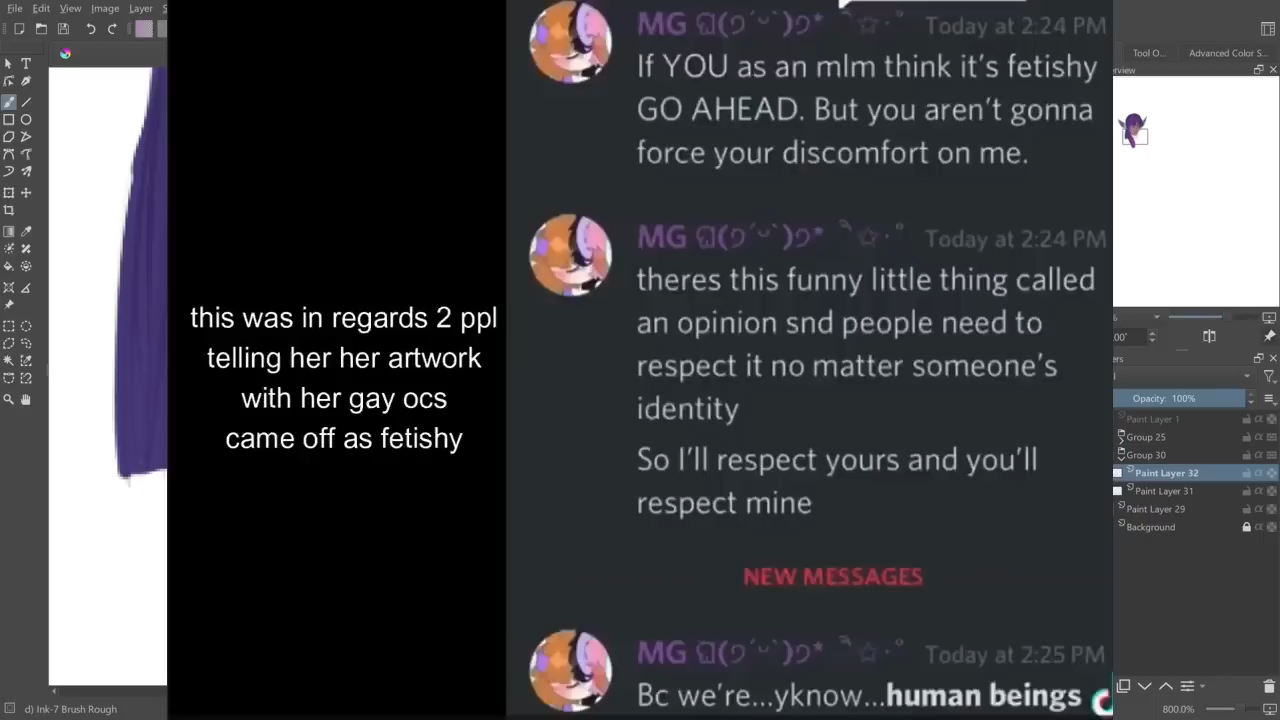 File Edit View Image Layer
this was in regards 2 ppl
telling her her artwork
with her gay ocs
came off as fetishy
MG Today at 2:24 PM
If YOU as an mlm think it's fetishy
GO AHEAD. But you aren't gonna
force your discomfort on me.
MG Today at 2:24 PM
theres this funny little thing called
an opinion snd people need to
respect it no matter someone's
identity
So I'll respect yours and you'll
respect mine
NEW MESSAGES
MG Today at 2:25 PM
Bc we're...yknow...human beings
Tool O... Advanced Color S...
Opacity: 100%
Paint Layer 1
Group 25
Group 30
Paint Layer 32
Paint Layer 31
Paint Layer 29
Background
d) Ink-7 Brush Rough
800.0%